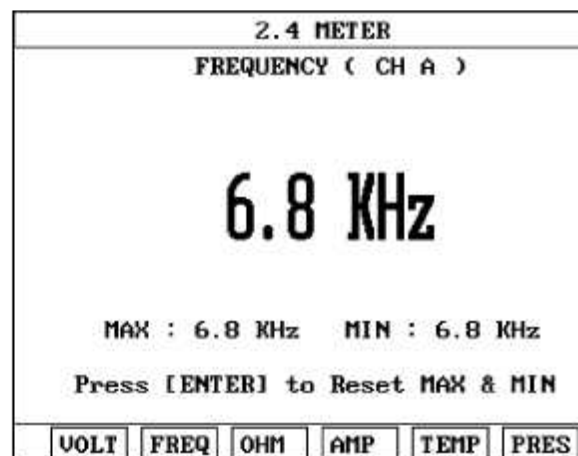 2.4 METER
FREQUENCY ( CH A )
6.8 KHz
MAX : 6.8 KHz MIN : 6.8 KHz
Press [ENTER] to Reset MAX & MIN
VOLT FREQ OHM AMP TEMP PRES